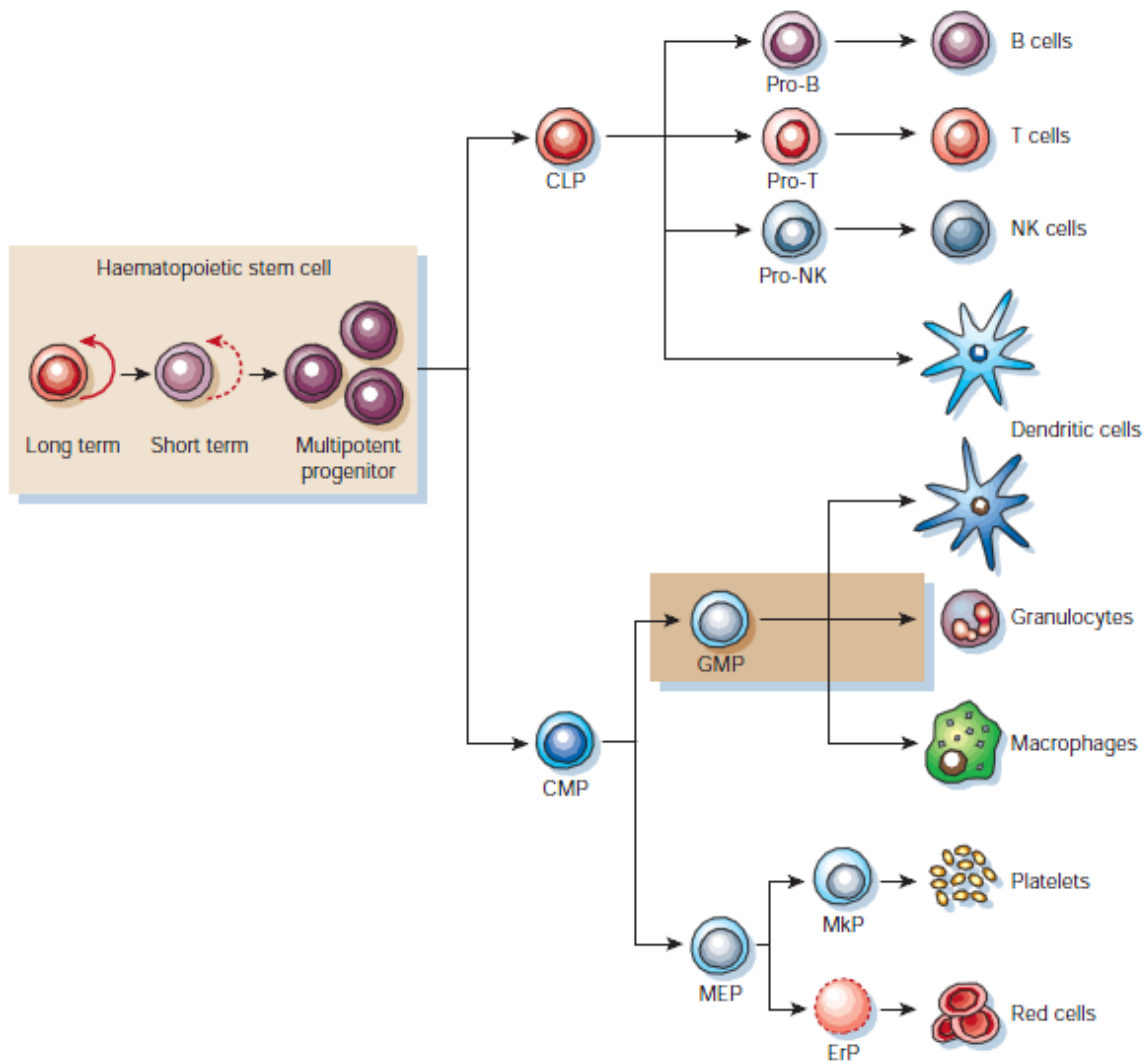 B cells
Pro-B
T cells
CLP
Pro-T
NK cells
Pro-NK
Haematopoietic stem cell
Long term
Short term
Multipotent
progenitor
Dendritic cells
Granulocytes
GMP
Macrophages
CMP
Platelets
MkP
MEP
Red cells
ErP